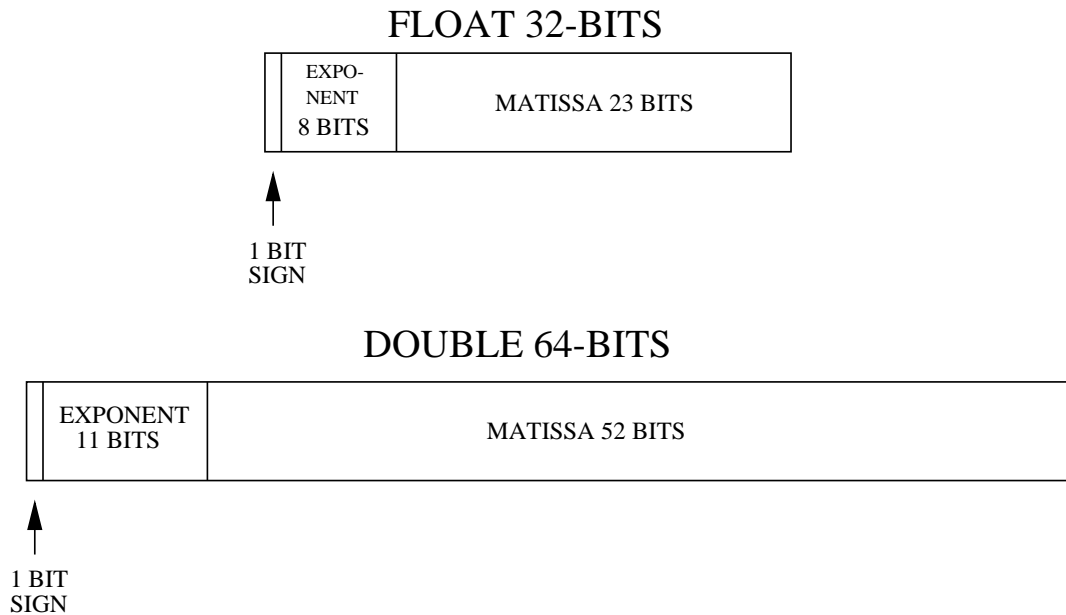 FLOAT 32-BITS
EXPO-
NENT
8 BITS
MATISSA 23 BITS
1 BIT
SIGN
DOUBLE 64-BITS
EXPONENT
11 BITS
MATISSA 52 BITS
1 BIT
SIGN